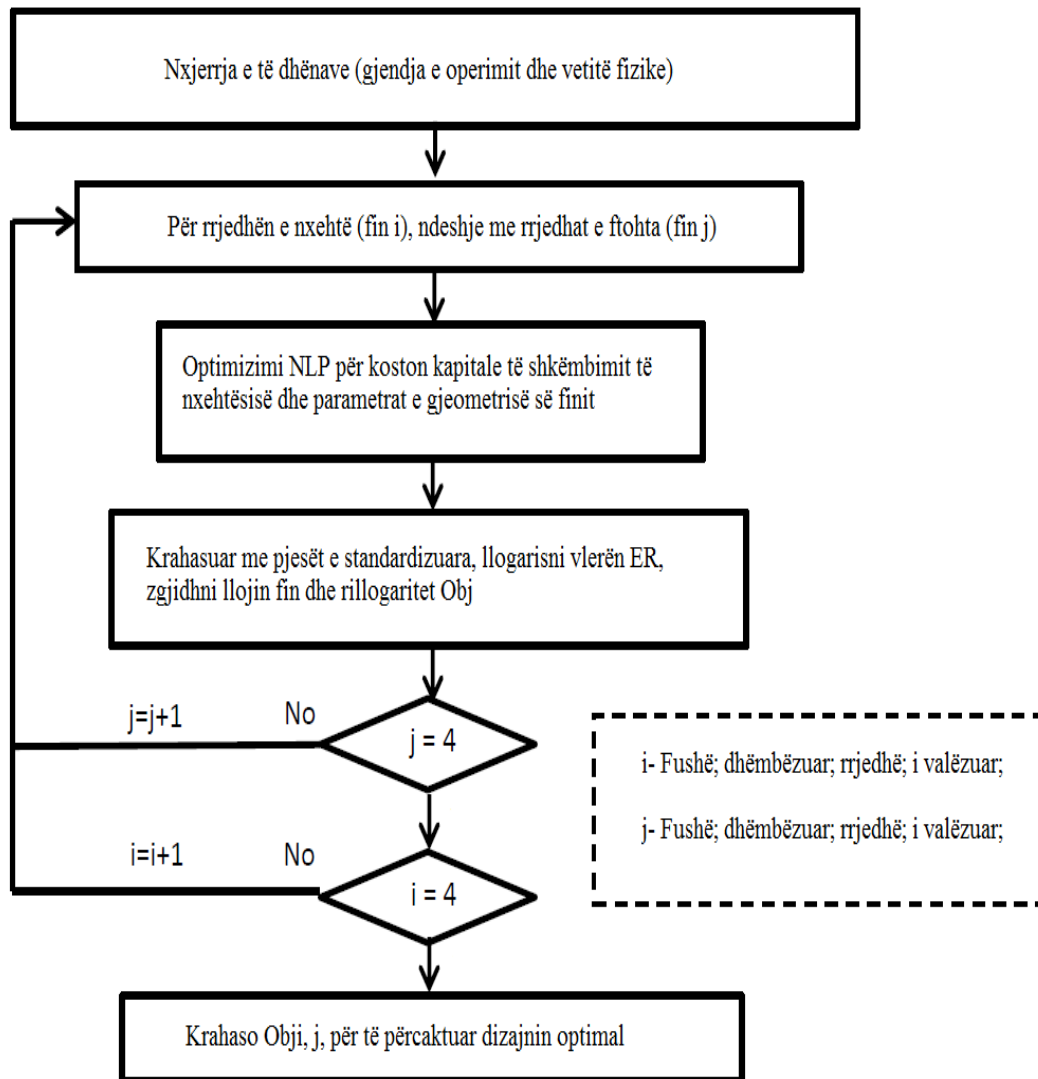 Nxjerrja e të dhënave (gjendja e operimit dhe vetitë fizike)
Për rrjedhën e nxehtë (fin i), ndeshje me rrjedhat e ftohta (fin j)
Optimizimi NLP për koston kapitale të shkëmbimit të
nxehtësisë dhe parametrat e gjeometrisë së finit
Krahasuar me pjesët e standardizuara, llogarisni vlerën ER,
zgjidhni llojin fin dhe rillogaritet Obj
j=j+1
No
j = 4
i=i+1
No
i = 4
i- Fushë; dhëmbëzuar; rrjedhë; i valëzuar;
j- Fushë; dhëmbëzuar; rrjedhë; i valëzuar;
Krahaso Obji, j, për të përcaktuar dizajnin optimal